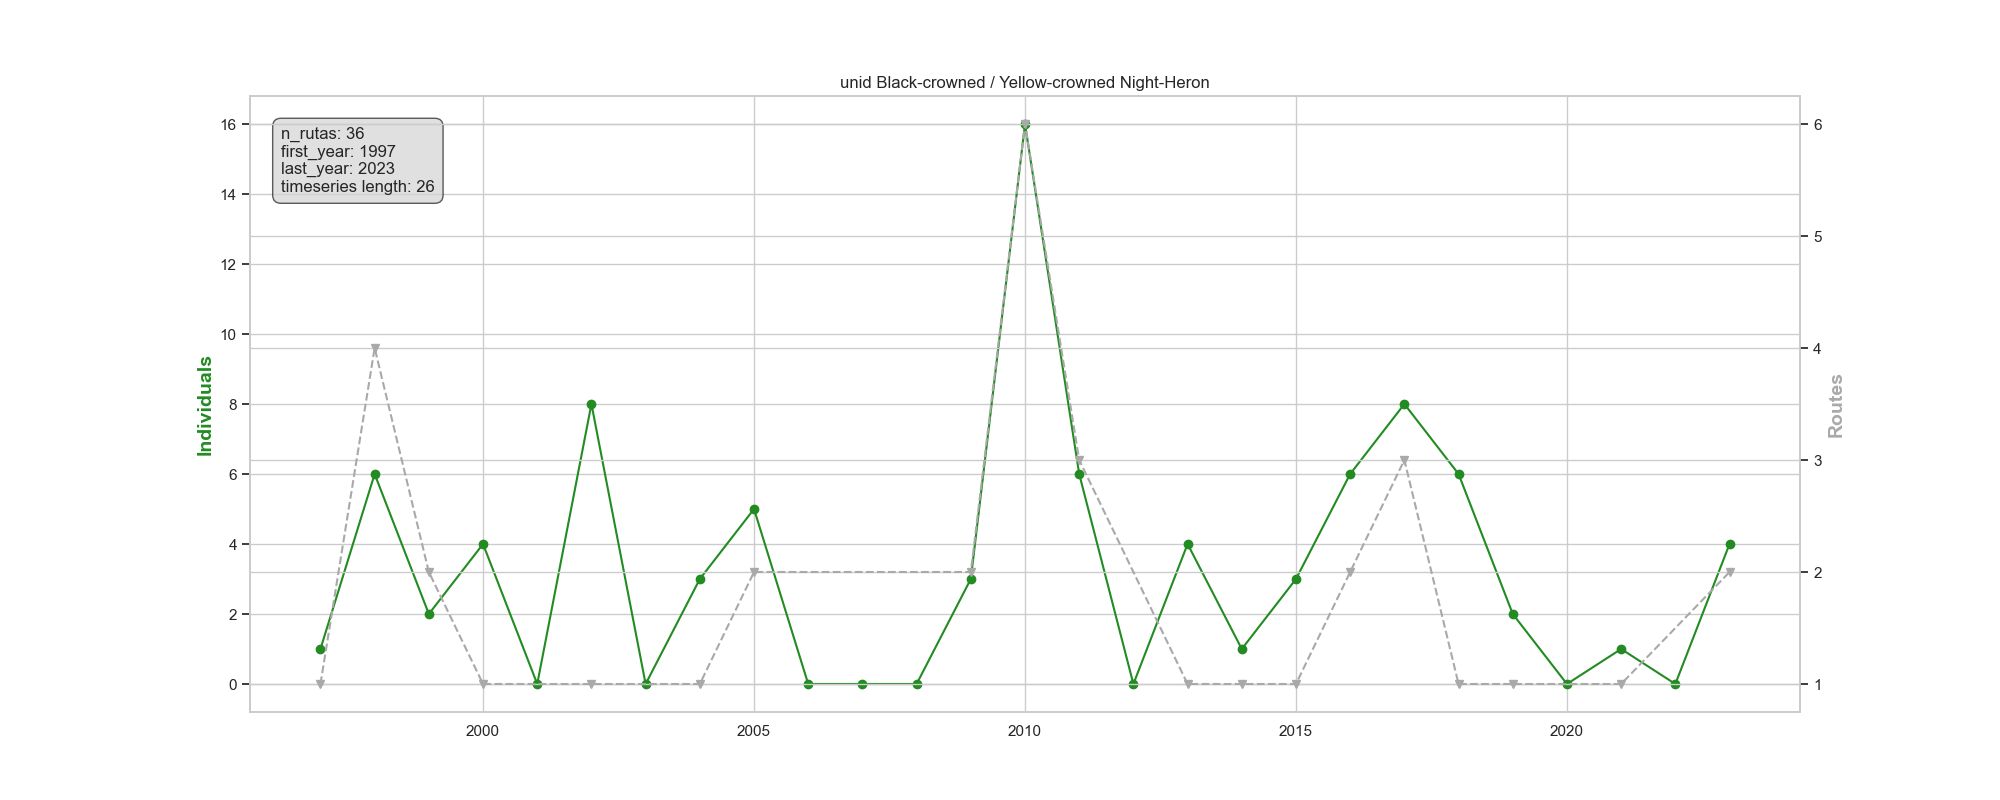 unid Black-crowned / Yellow-crowned Night-Heron
n_rutas: 36
first_year: 1997
last_year: 2023
timeseries length: 26
16
14
12
10
8
6
4
2
0
Individuals
6
5
4
3
2
1
Routes
2000
2005
2010
2015
2020